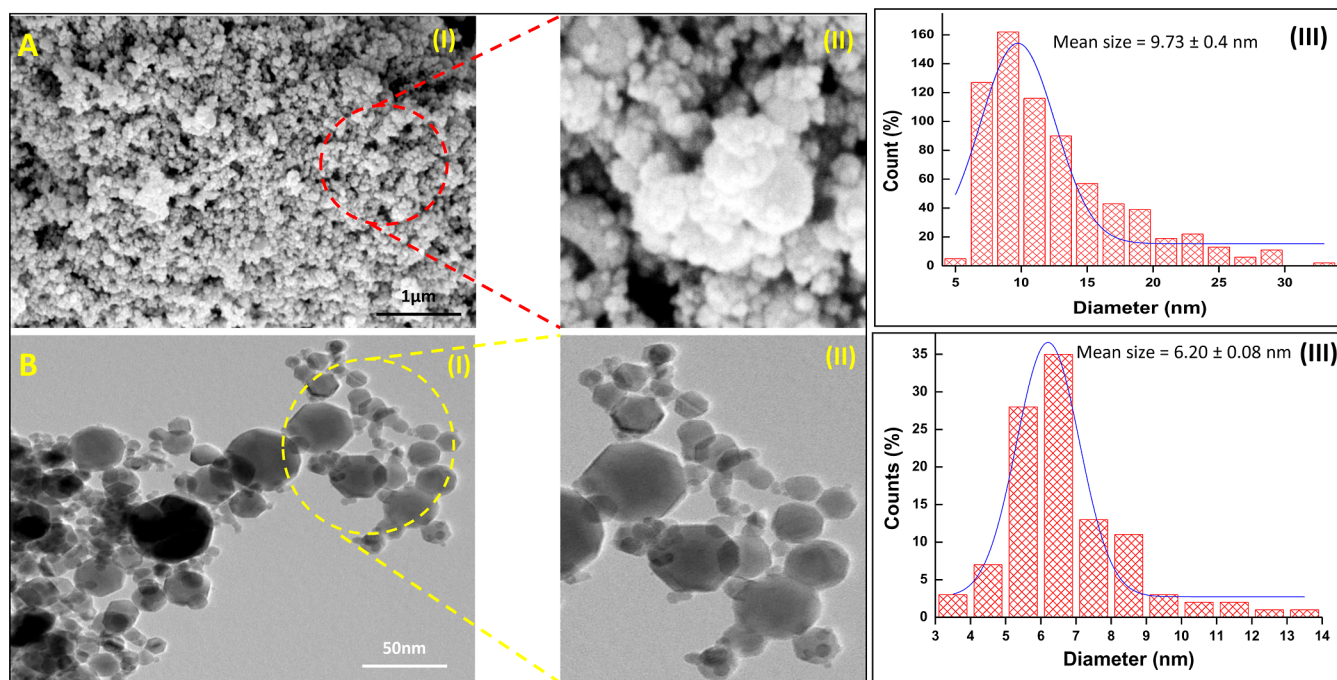 A
(I)
1µm
(II)
(III)
Mean size = 9.73 ± 0.4 nm
Count (%)
160
140
120
100
80
60
40
20
0
5 10 15 20 25 30
Diameter (nm)
B
(I)
50nm
(II)
(III)
Mean size = 6.20 ± 0.08 nm
Counts (%)
35
30
25
20
15
10
5
0
3 4 5 6 7 8 9 10 11 12 13 14
Diameter (nm)